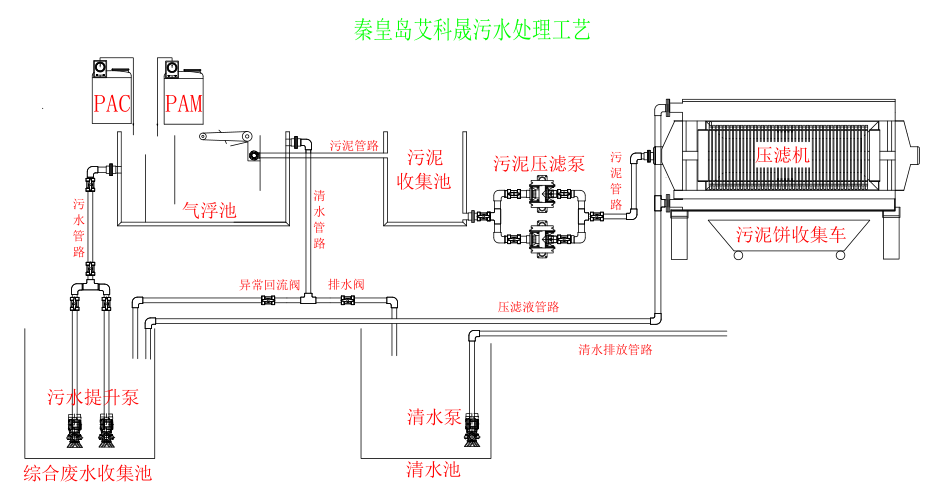 秦皇岛艾科晟污水处理工艺
PAC
PAM
污泥管路
污泥
收集池
污泥压滤泵
污泥管路
压滤机
污水管路
气浮池
清水管路
污泥饼收集车
异常回流阀
排水阀
压滤液管路
清水排放管路
污水提升泵
清水泵
综合废水收集池
清水池